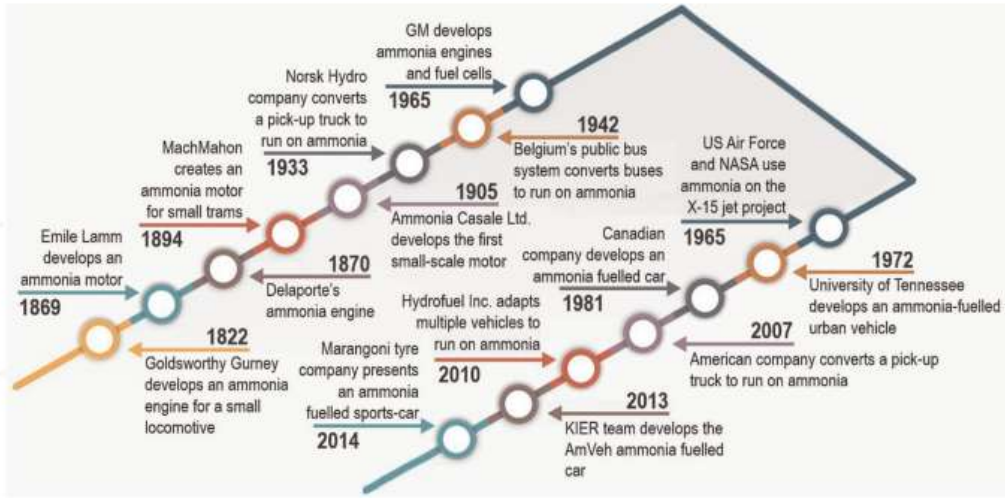 GM develops
ammonia engines
and fuel cells
1965
Norsk Hydro
company converts
a pick-up truck to
run on ammonia
1933
1942
Belgium's public bus
system converts buses
to run on ammonia
MachMahon
creates an
ammonia motor
for small trams
1894
1905
Ammonia Casale Ltd.
develops the first
small-scale motor
Emile Lamm
develops an
ammonia motor
1869
1870
Delaporte's
ammonia engine
1822
Goldsworthy Gurney
develops an ammonia
engine for a small
locomotive
US Air Force
and NASA use
ammonia on the
X-15 jet project
1965
1972
University of Tennessee
develops an ammonia-fuelled
urban vehicle
Canadian
company develops an
ammonia fuelled car
1981
2007
American company converts a pick-up
truck to run on ammonia
Hydrofuel Inc. adapts
multiple vehicles to
run on ammonia
2010
2013
KIER team develops the
AmVeh ammonia fuelled
car
Marangoni tyre
company presents
an ammonia
fuelled sports-car
2014